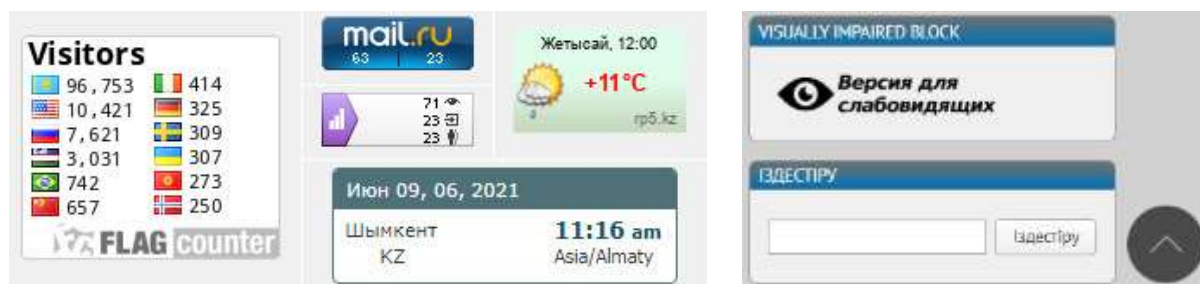 Visitors
96,753 414
10,421 325
7,621 309
3,031 307
742 273
657 250
FLAG counter
mail.ru
63 23
71
23
23
Жетысай, 12:00
+11°C
rp5.kz
Июн 09, 06, 2021
Шымкент 11:16 am
KZ Asia/Almaty
VISUALLY IMPAIRED BLOCK
Версия для
слабовидящих
ІЗДЕСТІРУ
Іздестіру